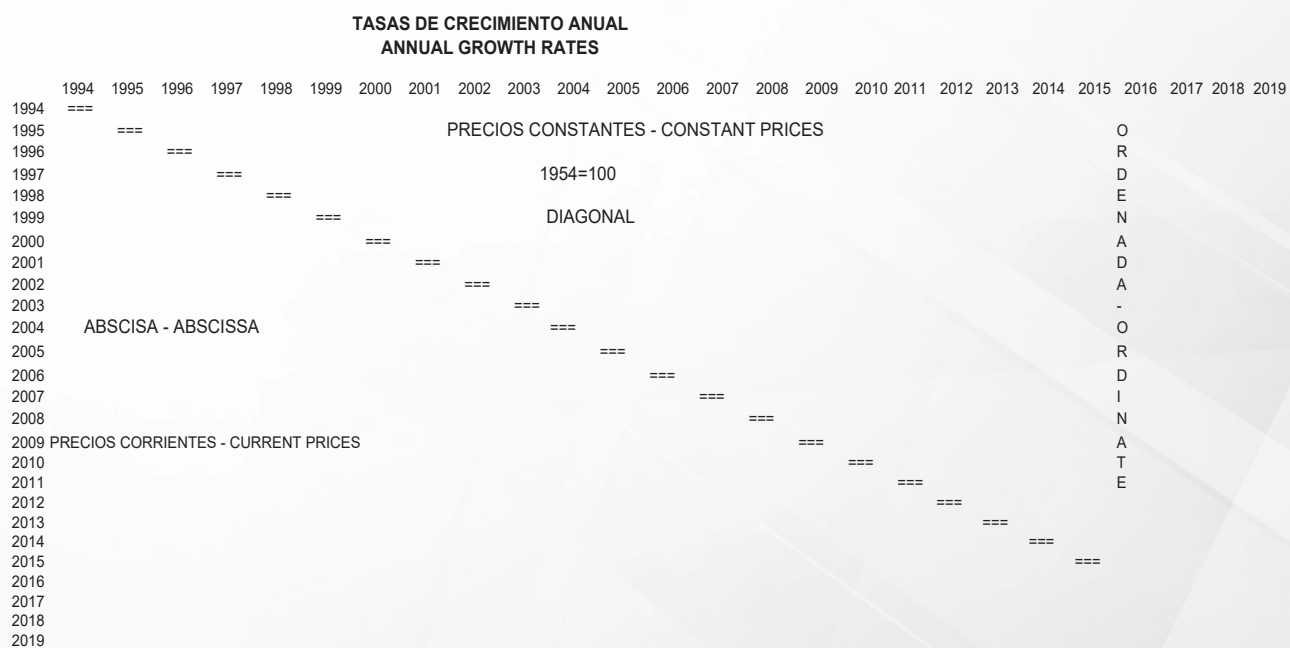 TASAS DE CRECIMIENTO ANUAL
ANNUAL GROWTH RATES
1994 1995 1996 1997 1998 1999 2000 2001 2002 2003 2004 2005 2006 2007 2008 2009 2010 2011 2012 2013 2014 2015 2016 2017 2018 2019
1994 ===
1995 === PRECIOS CONSTANTES - CONSTANT PRICES O
1996 === R
1997 === 1954=100 D
1998 === E
1999 === DIAGONAL N
2000 === A
2001 === D
2002 === A
2003 === -
2004 ABSCISA - ABSCISSA === O
2005 === R
2006 === D
2007 === I
2008 === N
2009 PRECIOS CORRIENTES - CURRENT PRICES === A
2010 === T
2011 === E
2012 ===
2013 ===
2014 ===
2015 ===
2016
2017
2018
2019